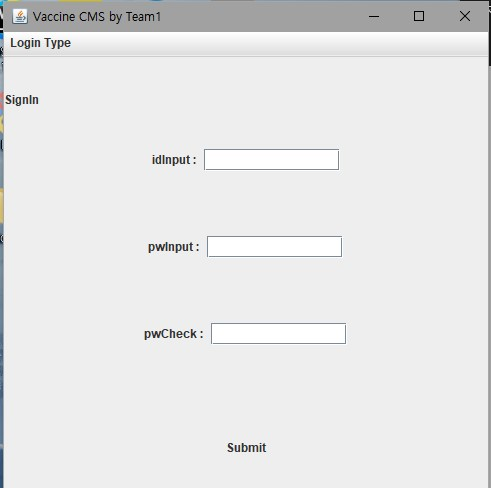 Vaccine CMS by Team1
Login Type
SignIn
idInput :
pwInput :
pwCheck :
Submit